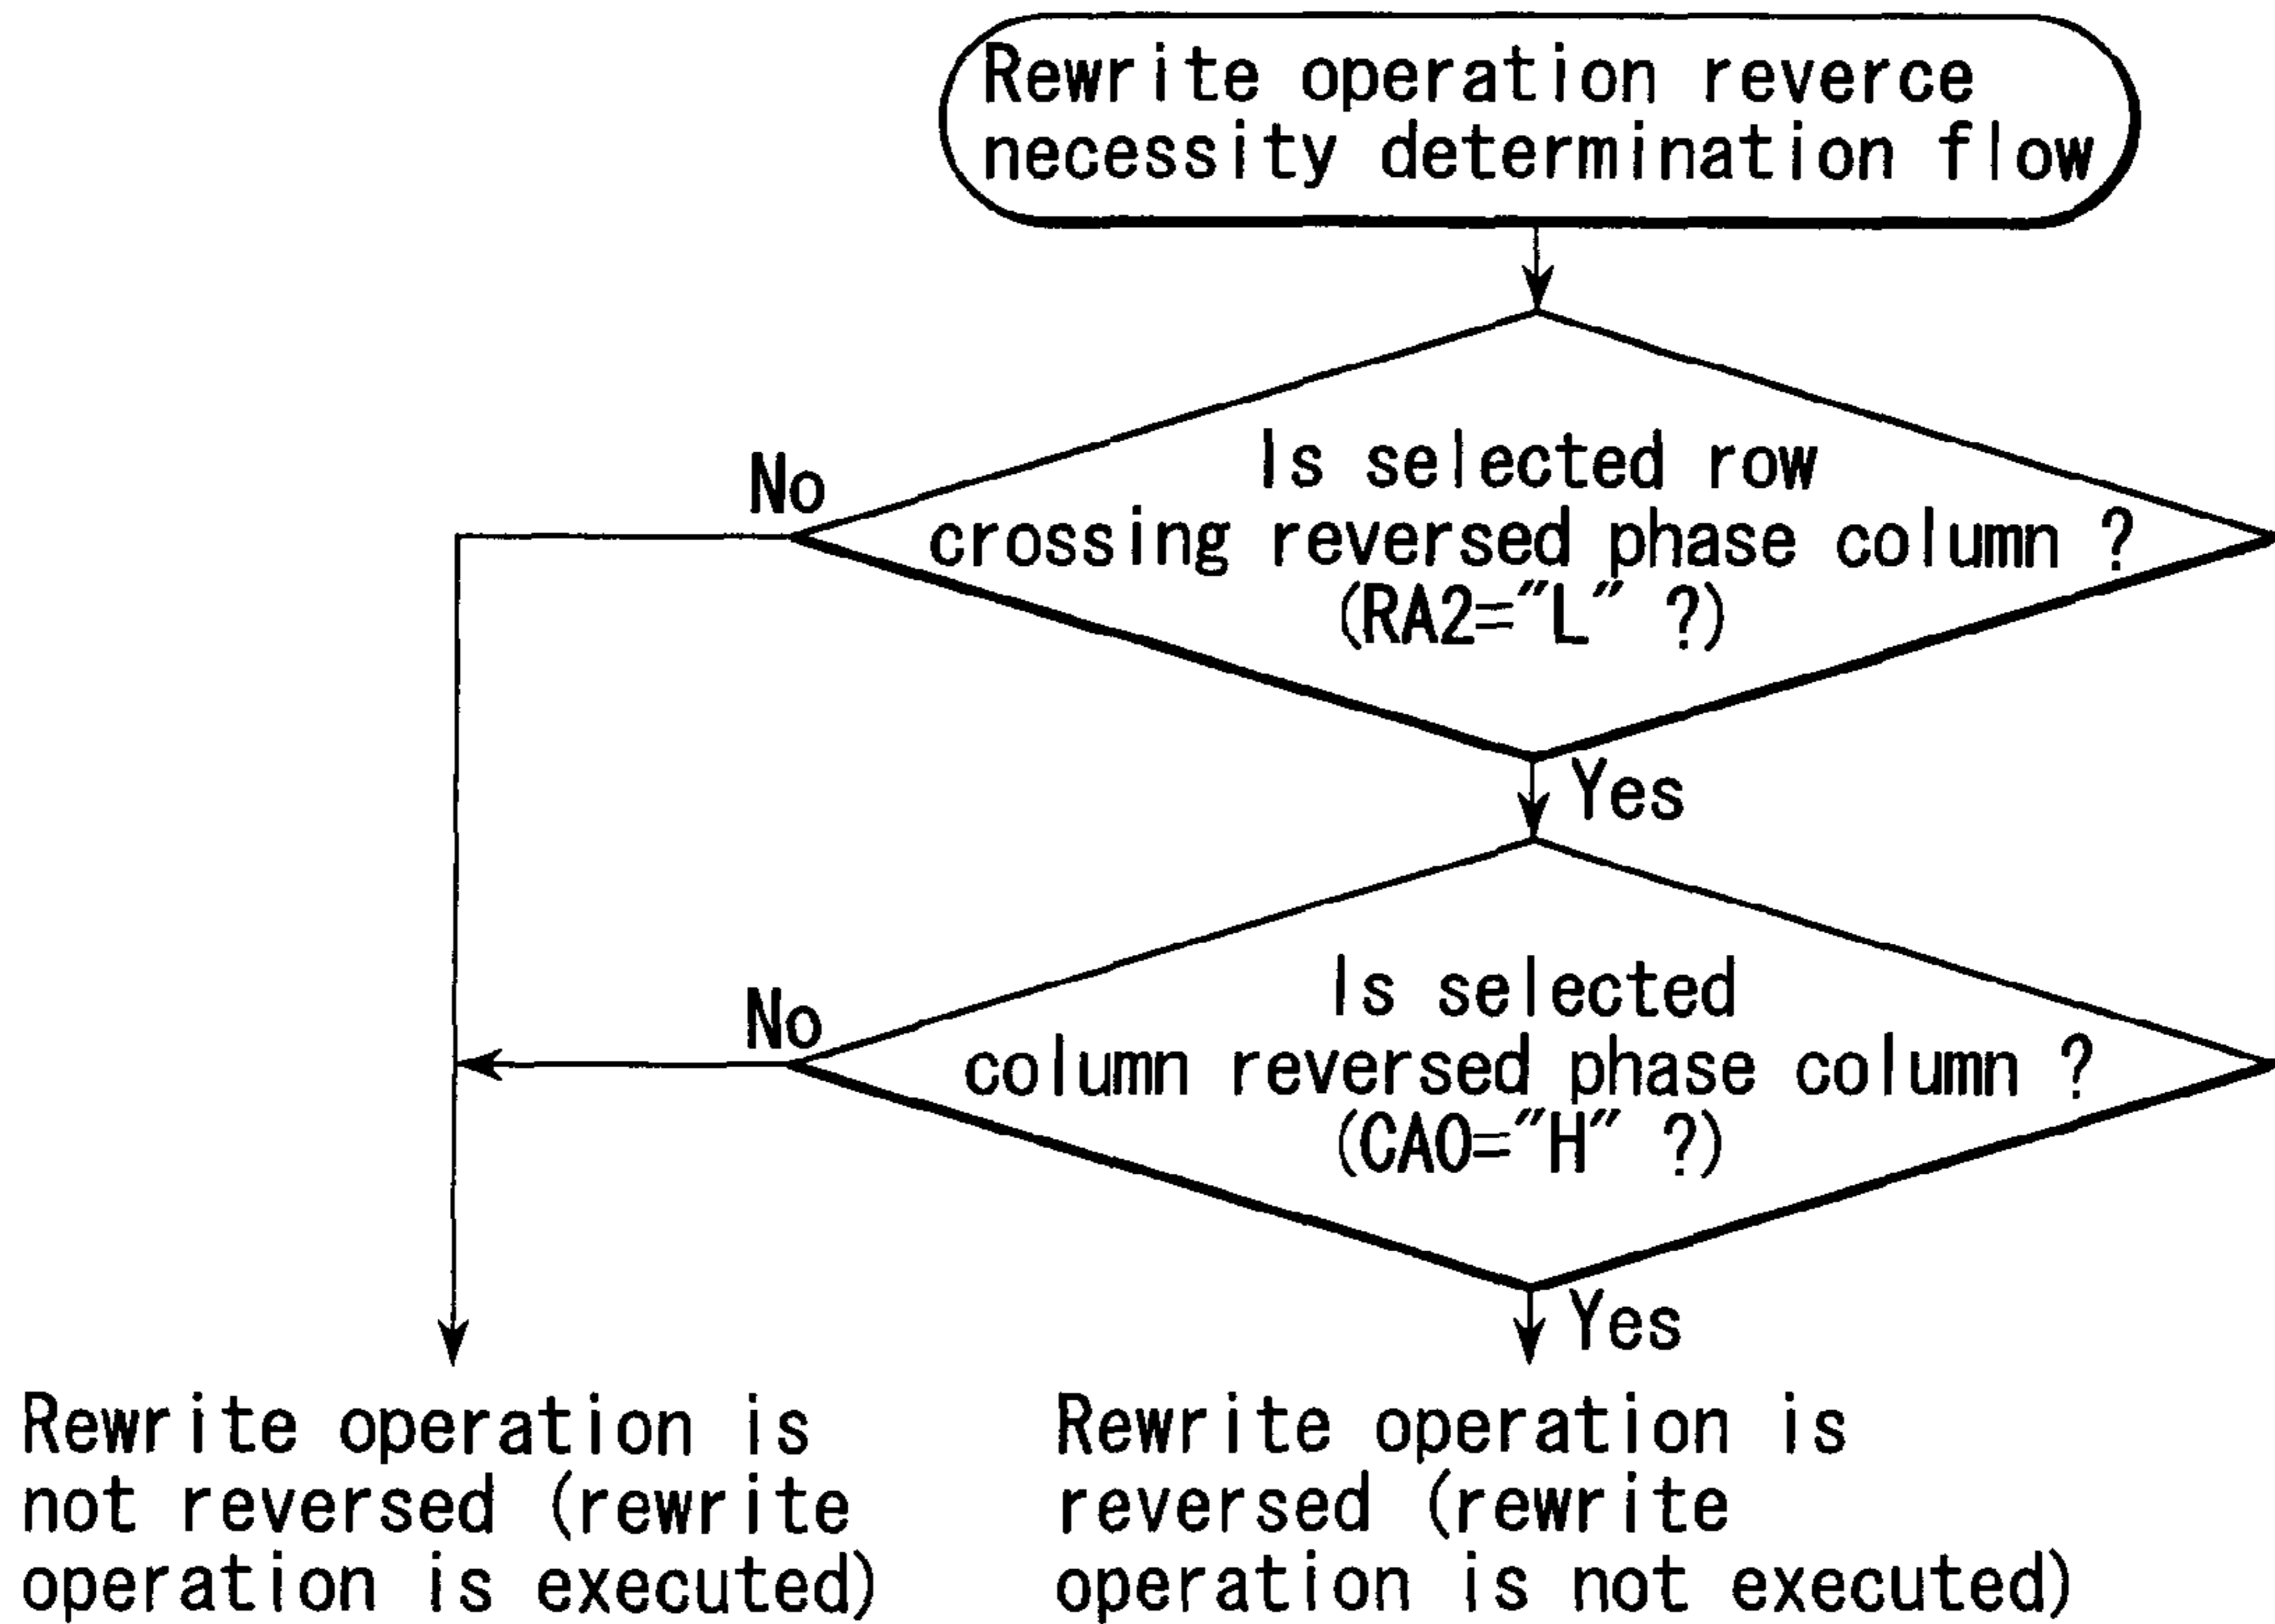 Rewrite operation reverce
necessity determination flow
No
Is selected row
crossing reversed phase column ?
(RA2="L" ?)
Yes
No
Is selected
column reversed phase column ?
(CA0="H" ?)
Yes
Rewrite operation is
not reversed (rewrite
operation is executed)
Rewrite operation is
reversed (rewrite
operation is not executed)